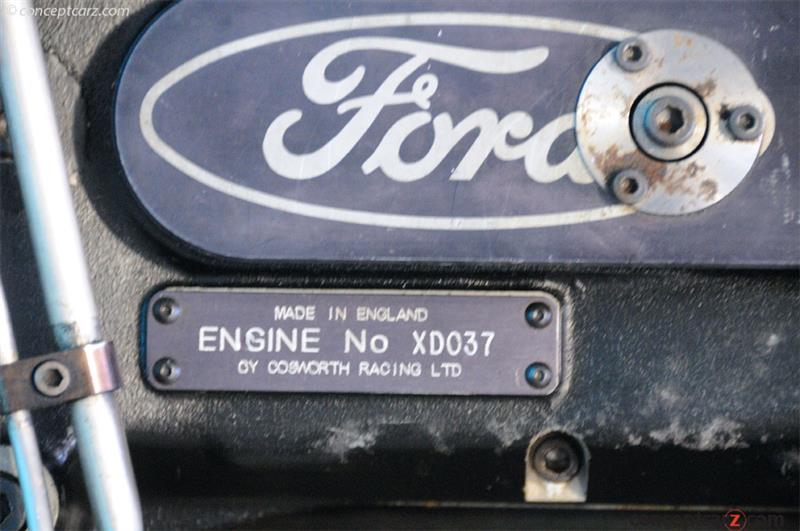 © conceptcarz.com
Ford
MADE IN ENGLAND
ENGINE No XD037
BY COSWORTH RACING LTD